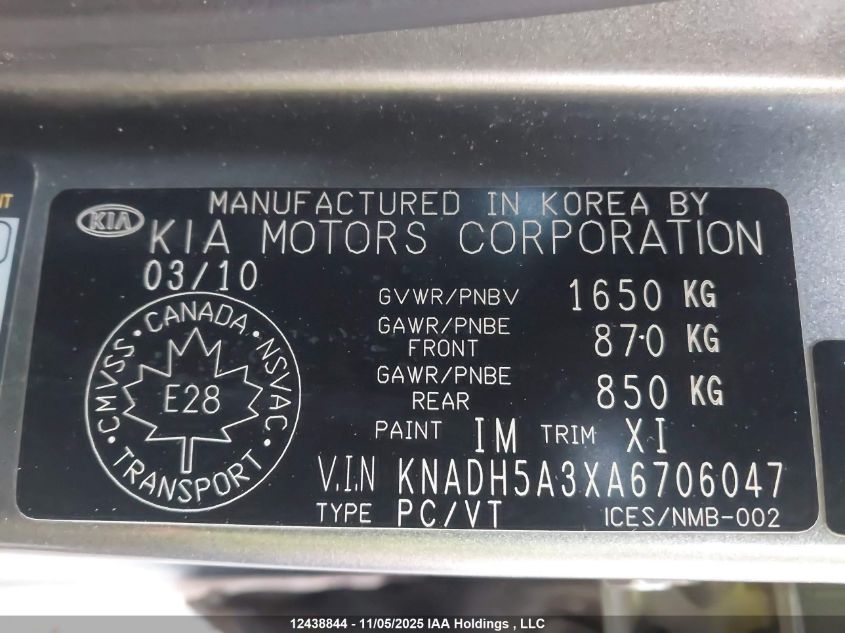 NT
MANUFACTURED IN KOREA BY
KIA
KIA MOTORS CORPORATION
03/10
GVWR/PNBV 1650 KG
GAWR/PNBE FRONT 870 KG
GAWR/PNBE REAR 850 KG
CANADA
CMVSS
NSVAC
E28
TRANSPORT
PAINT IM TRIM XI
V.I.N KNADH5A3XA6706047
TYPE PC/VT ICES/NMB-002
12438844 - 11/05/2025 IAA Holdings , LLC